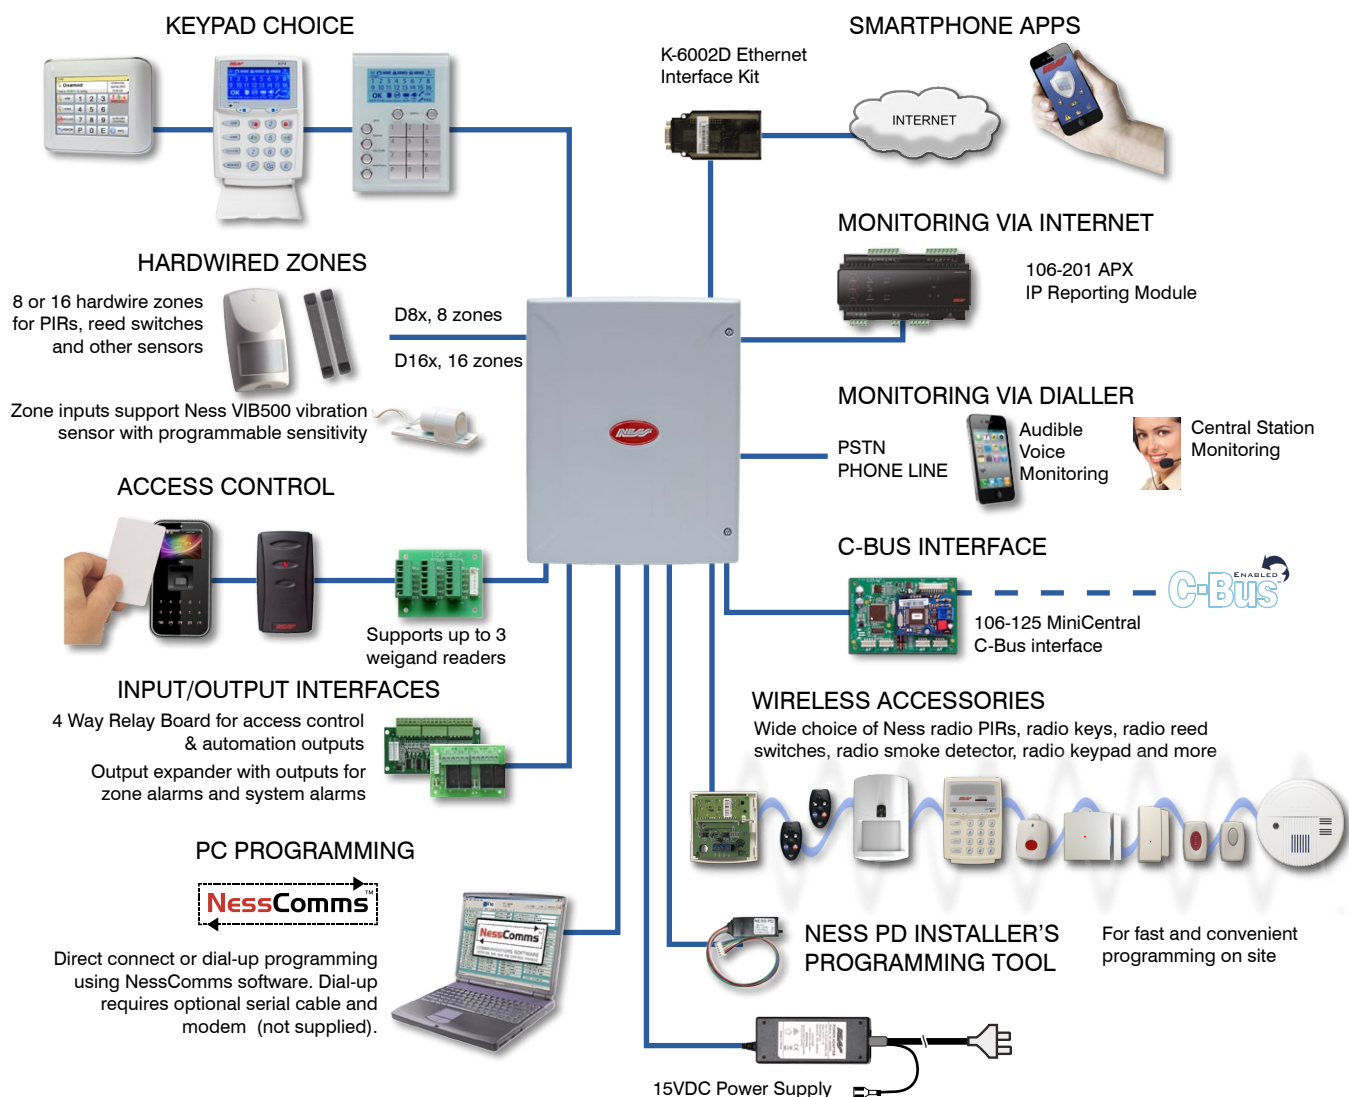 KEYPAD CHOICE
SMARTPHONE APPS
K-6002D Ethernet
Interface Kit
INTERNET
MONITORING VIA INTERNET
106-201 APX
IP Reporting Module
HARDWIRED ZONES
8 or 16 hardwire zones
for PIRs, reed switches
and other sensors
D8x, 8 zones
D16x, 16 zones
Zone inputs support Ness VIB500 vibration
sensor with programmable sensitivity
NESS
MONITORING VIA DIALLER
PSTN
PHONE LINE
Audible
Voice
Monitoring
Central Station
Monitoring
ACCESS CONTROL
Supports up to 3
weigand readers
C-BUS INTERFACE
106-125 MiniCentral
C-Bus interface
ENABLED
C-Bus
INPUT/OUTPUT INTERFACES
4 Way Relay Board for access control
& automation outputs
Output expander with outputs for
zone alarms and system alarms
WIRELESS ACCESSORIES
Wide choice of Ness radio PIRs, radio keys, radio reed
switches, radio smoke detector, radio keypad and more
PC PROGRAMMING
NessComms™
Direct connect or dial-up programming
using NessComms software. Dial-up
requires optional serial cable and
modem (not supplied).
NessComms
NESS PD INSTALLER'S
PROGRAMMING TOOL
For fast and convenient
programming on site
15VDC Power Supply